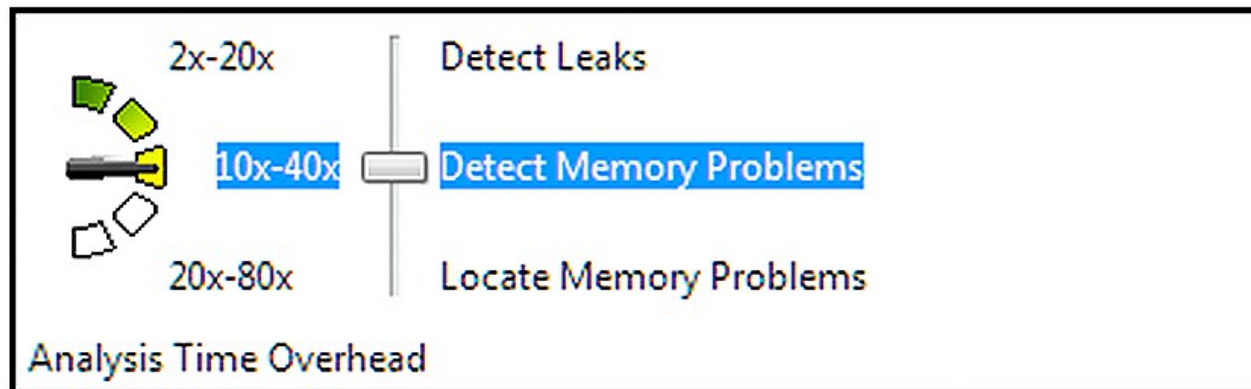 2x-20x Detect Leaks
10x-40x Detect Memory Problems
20x-80x Locate Memory Problems
Analysis Time Overhead